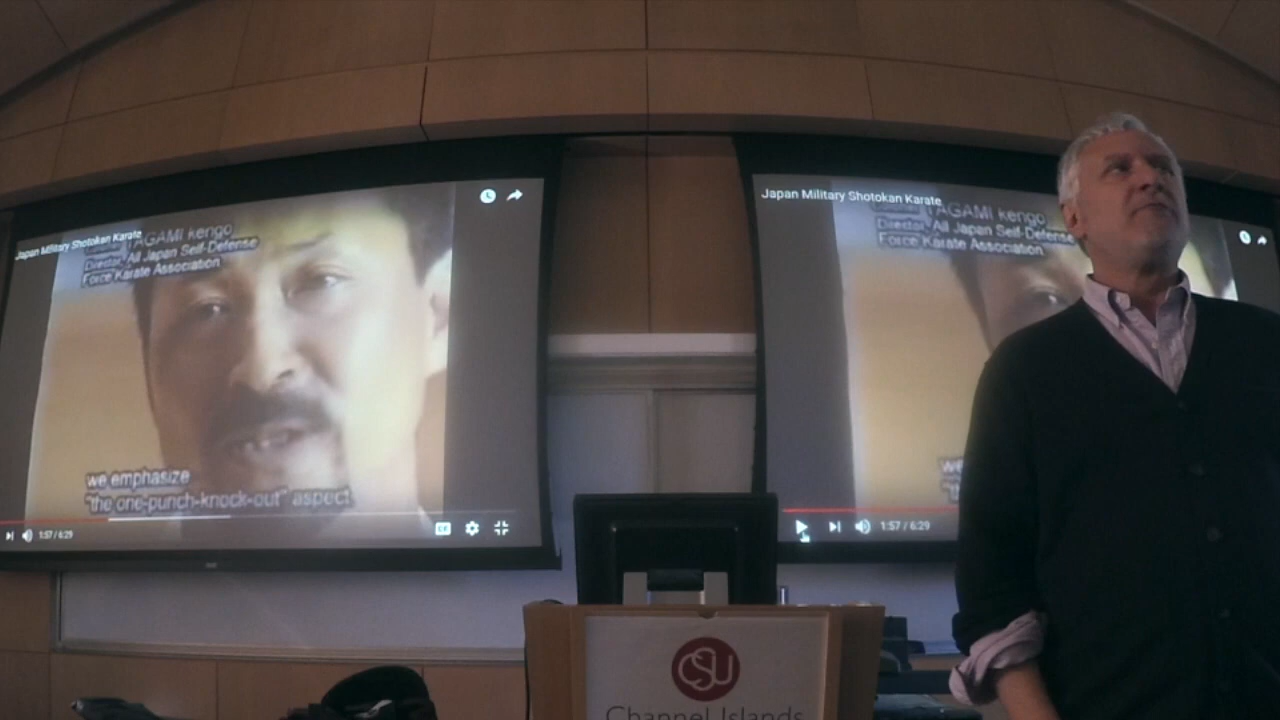 Japan Military Shotokan Karate
TAGAMI kengo
Director, All Japan Self-Defense
Force Karate Association
we emphasize
"the one-punch-knock-out" aspect
1:57 / 6:29
Japan Military Shotokan Karate
TAGAMI kengo
Director, All Japan Self-Defense
Force Karate Association
we
1:57 / 6:29
CSU
Channel Islands